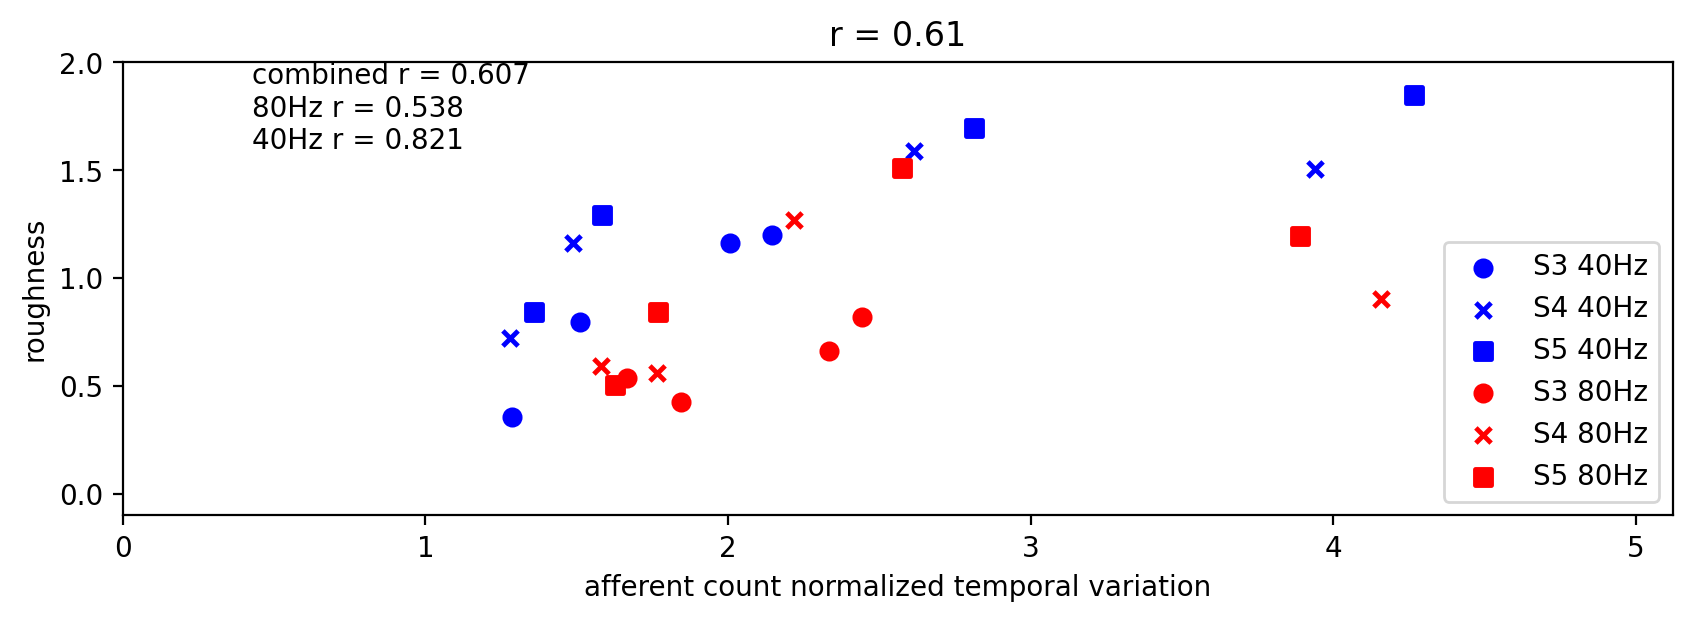 r = 0.61
combined r = 0.607
80Hz r = 0.538
40Hz r = 0.821
roughness
2.0
1.5
1.0
0.5
0.0
S3 40Hz
S4 40Hz
S5 40Hz
S3 80Hz
S4 80Hz
S5 80Hz
0 1 2 3 4 5
afferent count normalized temporal variation